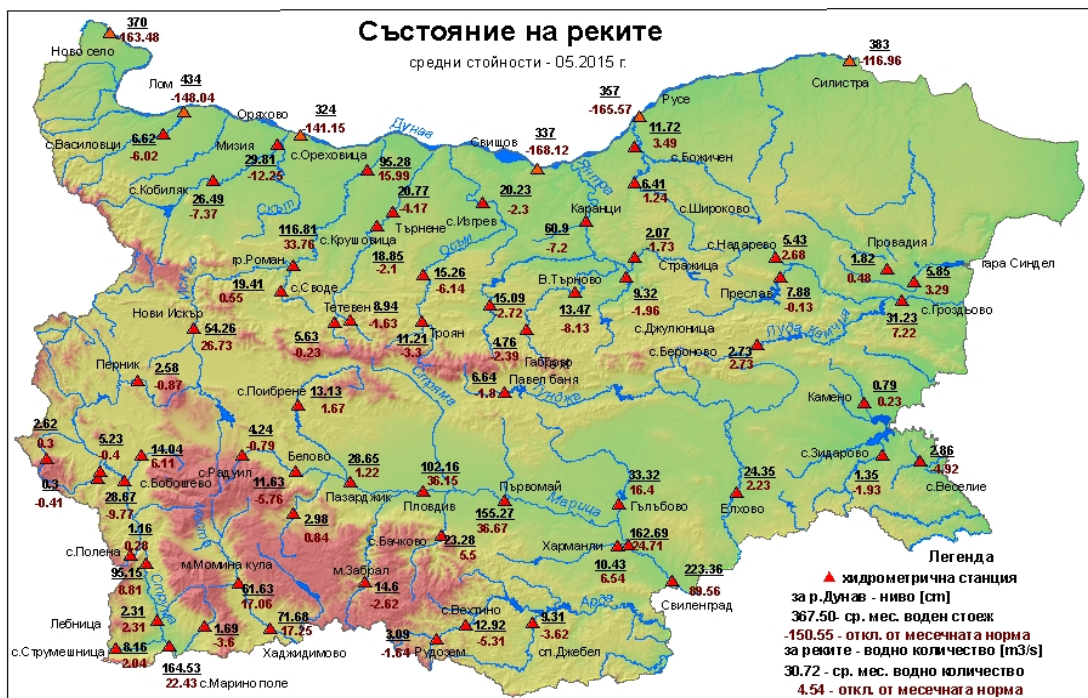 Състояние на реките
средни стойности - 05.2015 г.
370
-163.48
Ново село
383
-116.96
Силистра
Лом
434
-148.04
Оряхово
324
-141.15
357
-165.57
Русе
Дунав
Свищов
337
-168.12
с.Василовци
6.62
-6.02
Мизия
29.81
-12.25
с.Ореховица
95.28
15.99
11.72
3.49
с.Божичен
с.Кобиляк
26.49
-7.37
Скът
20.77
-4.17
Търнене
20.23
-2.3
с.Изгрев
Янтра
6.41
1.24
с.Широково
Каранци
60.9
-7.2
116.81
33.76
с.Крушовица
18.85
-2.1
Осъм
2.07
-1.73
Стражица
с.Надарево
5.43
2.68
Провадия
1.82
0.48
5.85
3.29
гара Синдел
гр.Роман
19.41
0.55
с.Своде
15.26
-6.14
В.Търново
13.47
-8.13
9.32
-1.96
Преслав
7.88
-0.13
31.23
7.22
с.Гроздьово
Искър
Нови Искър
54.26
26.73
Тетевен
8.94
-1.63
5.63
-0.23
Троян
11.21
-3.3
15.09
2.72
4.76
2.39
Габрово
с.Джулюница
Луда Камчия
с.Бероново
2.73
2.73
Перник
2.58
-0.87
с.Поибрене
13.13
1.67
Стряма
6.64
-1.8
Павел баня
Тунджа
Камено
0.79
0.23
2.62
0.3
5.23
-0.4
14.04
6.11
4.24
-0.79
с.Радуил
Белово
11.63
-5.76
28.65
1.22
Пазарджик
102.16
36.15
Пловдив
Първомай
155.27
36.67
Марица
33.32
16.4
Гълъбово
24.35
2.23
Елхово
с.Зидарово
1.35
-1.93
2.86
-4.92
с.Веселие
0.3
-0.41
28.67
9.77
с.Бобошево
Места
2.98
0.84
с.Бачково
23.28
5.5
Харманли
162.69
24.71
10.43
6.54
223.36
89.56
Свиленград
1.16
0.28
с.Полена
95.15
8.81
Струма
м.Момина кула
61.63
17.06
м.Забрал
14.6
-2.62
Арда
Лебница
2.31
2.31
1.69
-3.6
71.68
17.25
Хаджидимово
с.Вехтино
12.92
-5.31
3.09
-1.64
Рудозем
9.31
-3.62
сп.Джебел
с.Струмешница
8.16
2.04
164.53
22.43
с.Марино поле
Легенда
хидрометрична станция
за р.Дунав - ниво [cm]
367.50- ср. мес. воден стоеж
-150.55 - откл. от месечната норма
за реките - водно количество [m3/s]
30.72 - ср. мес. водно количество
4.54 - откл. от месечната норма